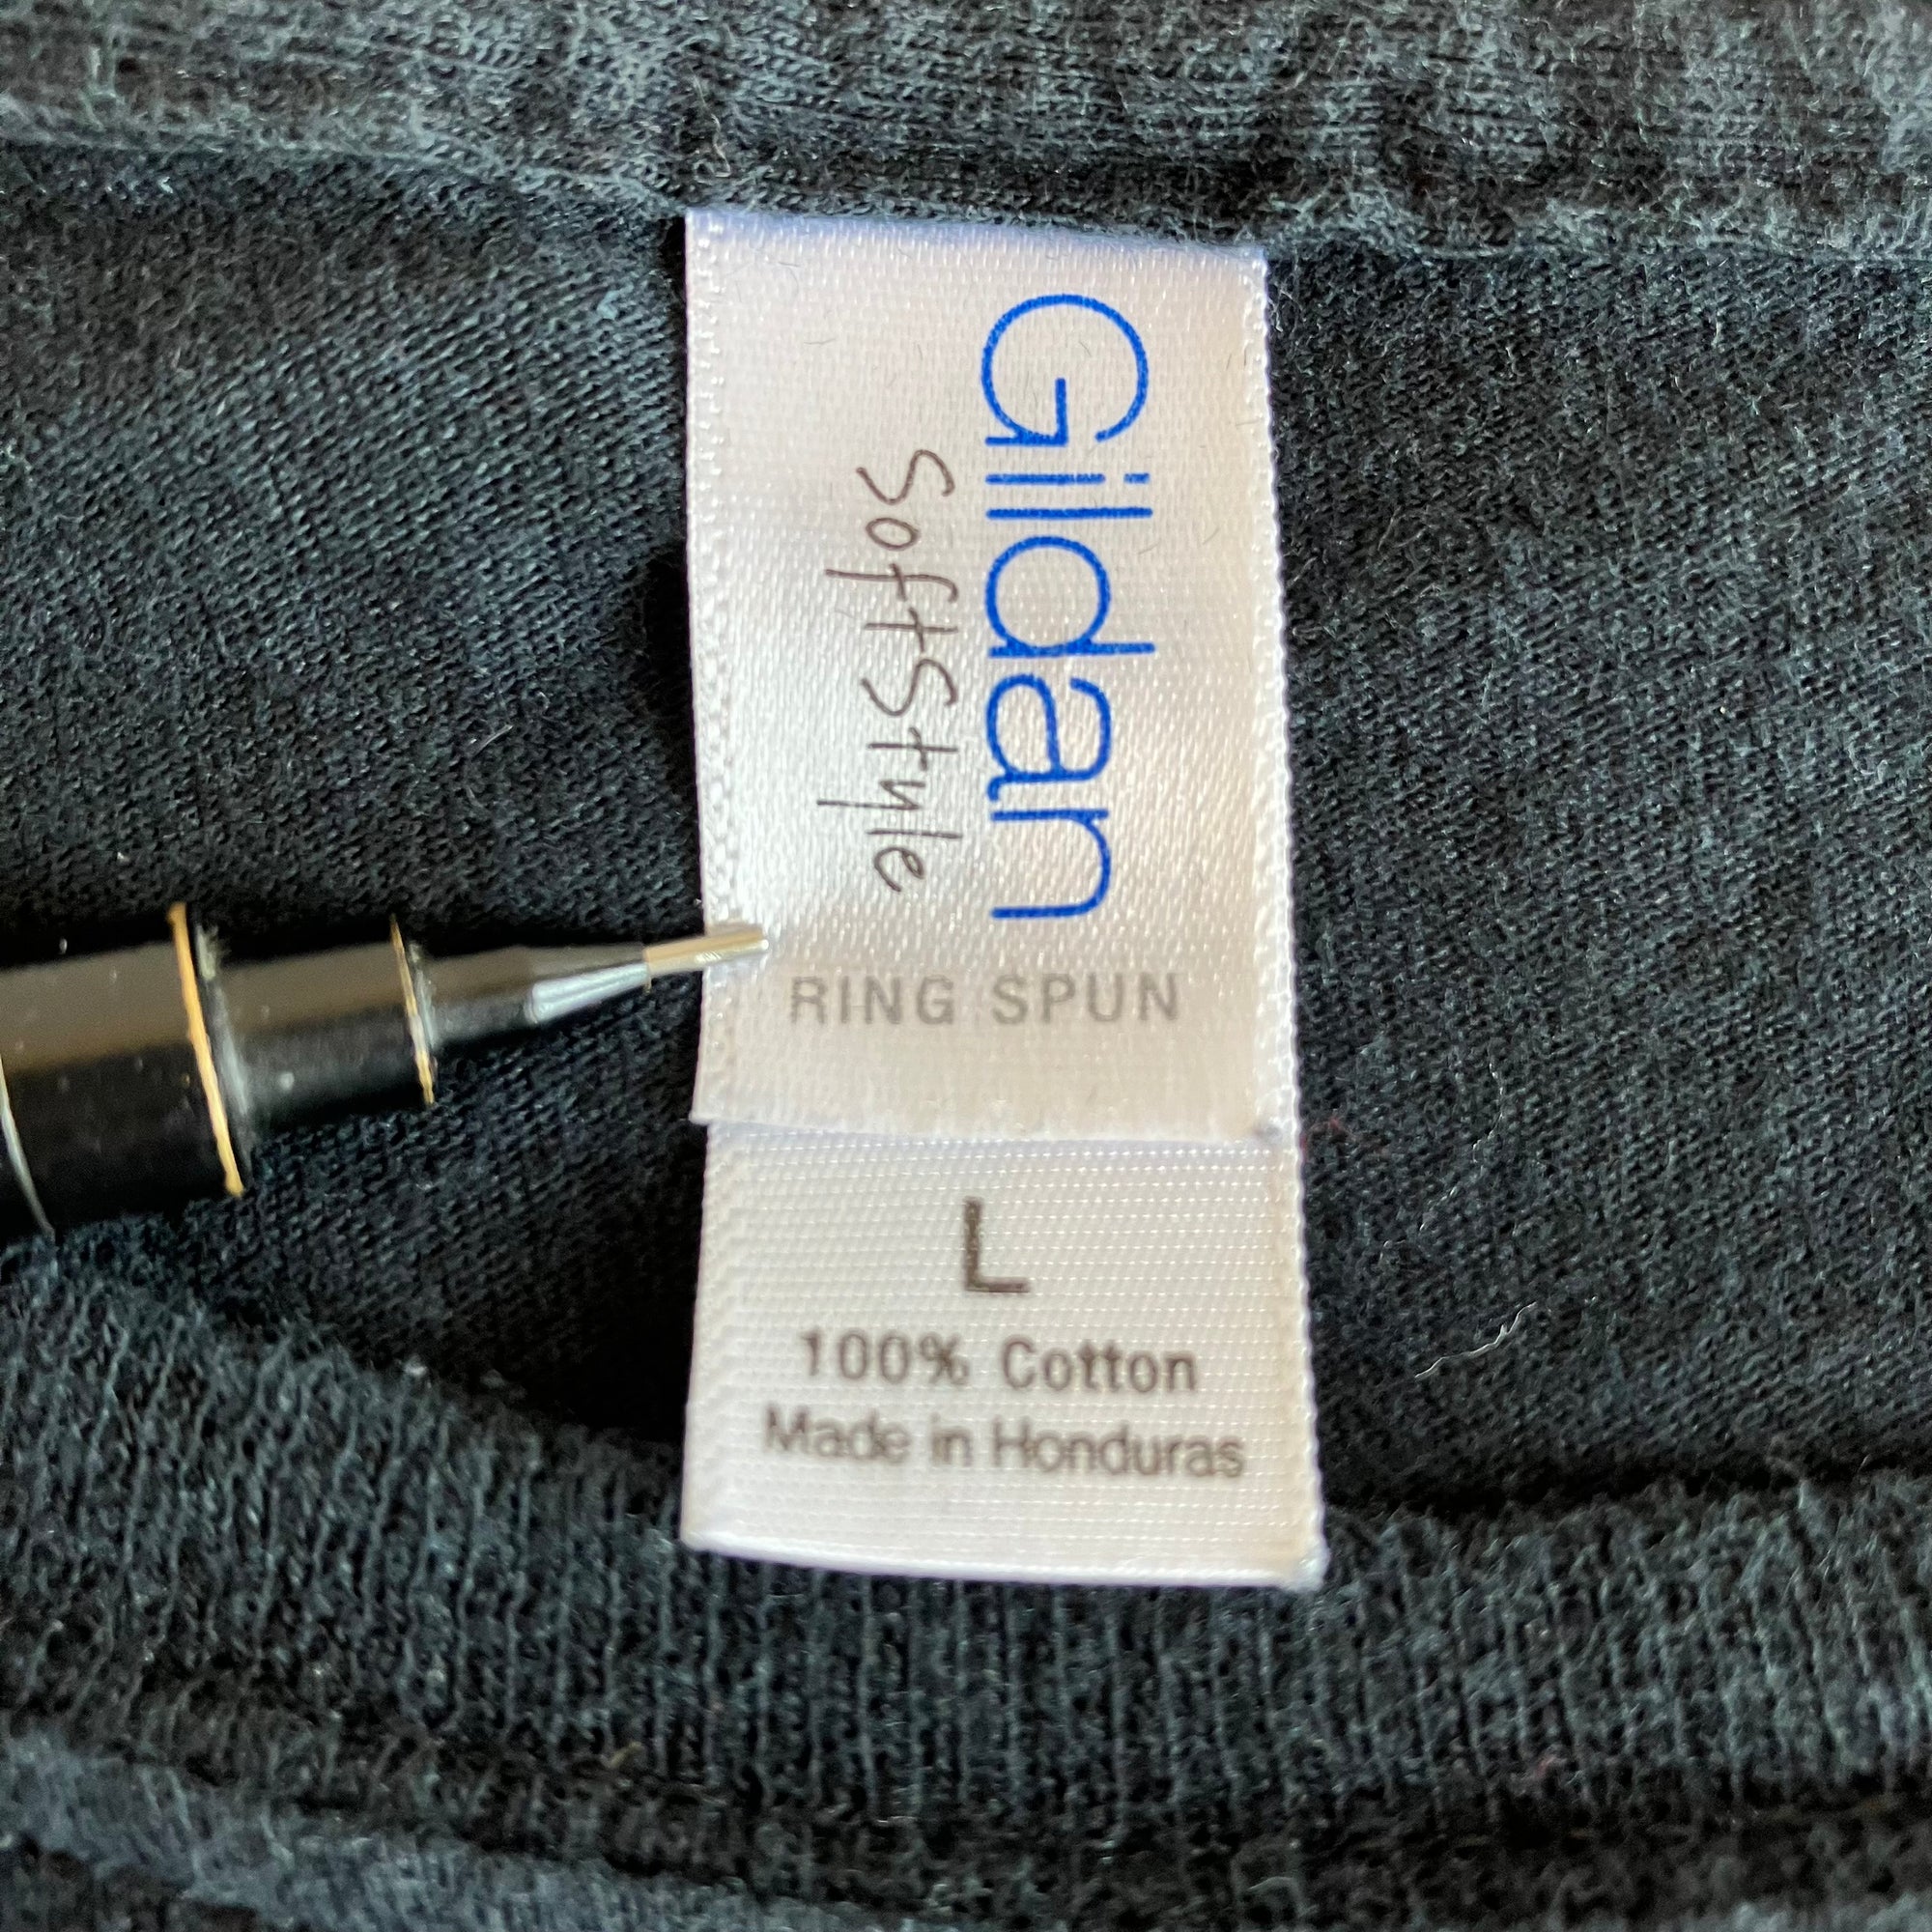 Gildan
SoftStyle
RING SPUN
L
100% Cotton
Made in Honduras